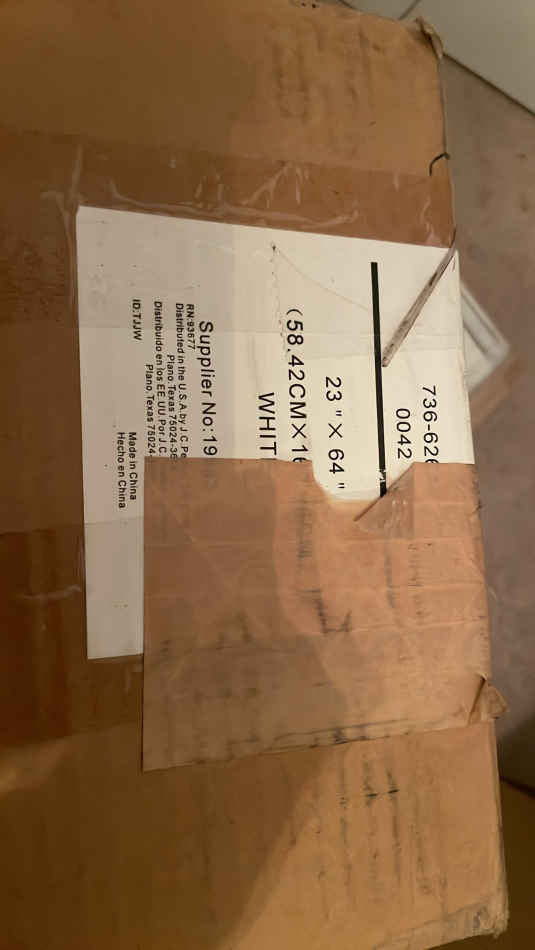 736-626
0042
23 " X 64 "
(58.42CM X 16
WHIT
Supplier No:19
RN:93677
Distributed in the U.S.A. by J.C. Pe
Plano, Texas 75024-36
Distribuido en los EE.UU. Por J.C.
Plano, Texas 75024-
ID:TJJW
Made in China
Hecho en China